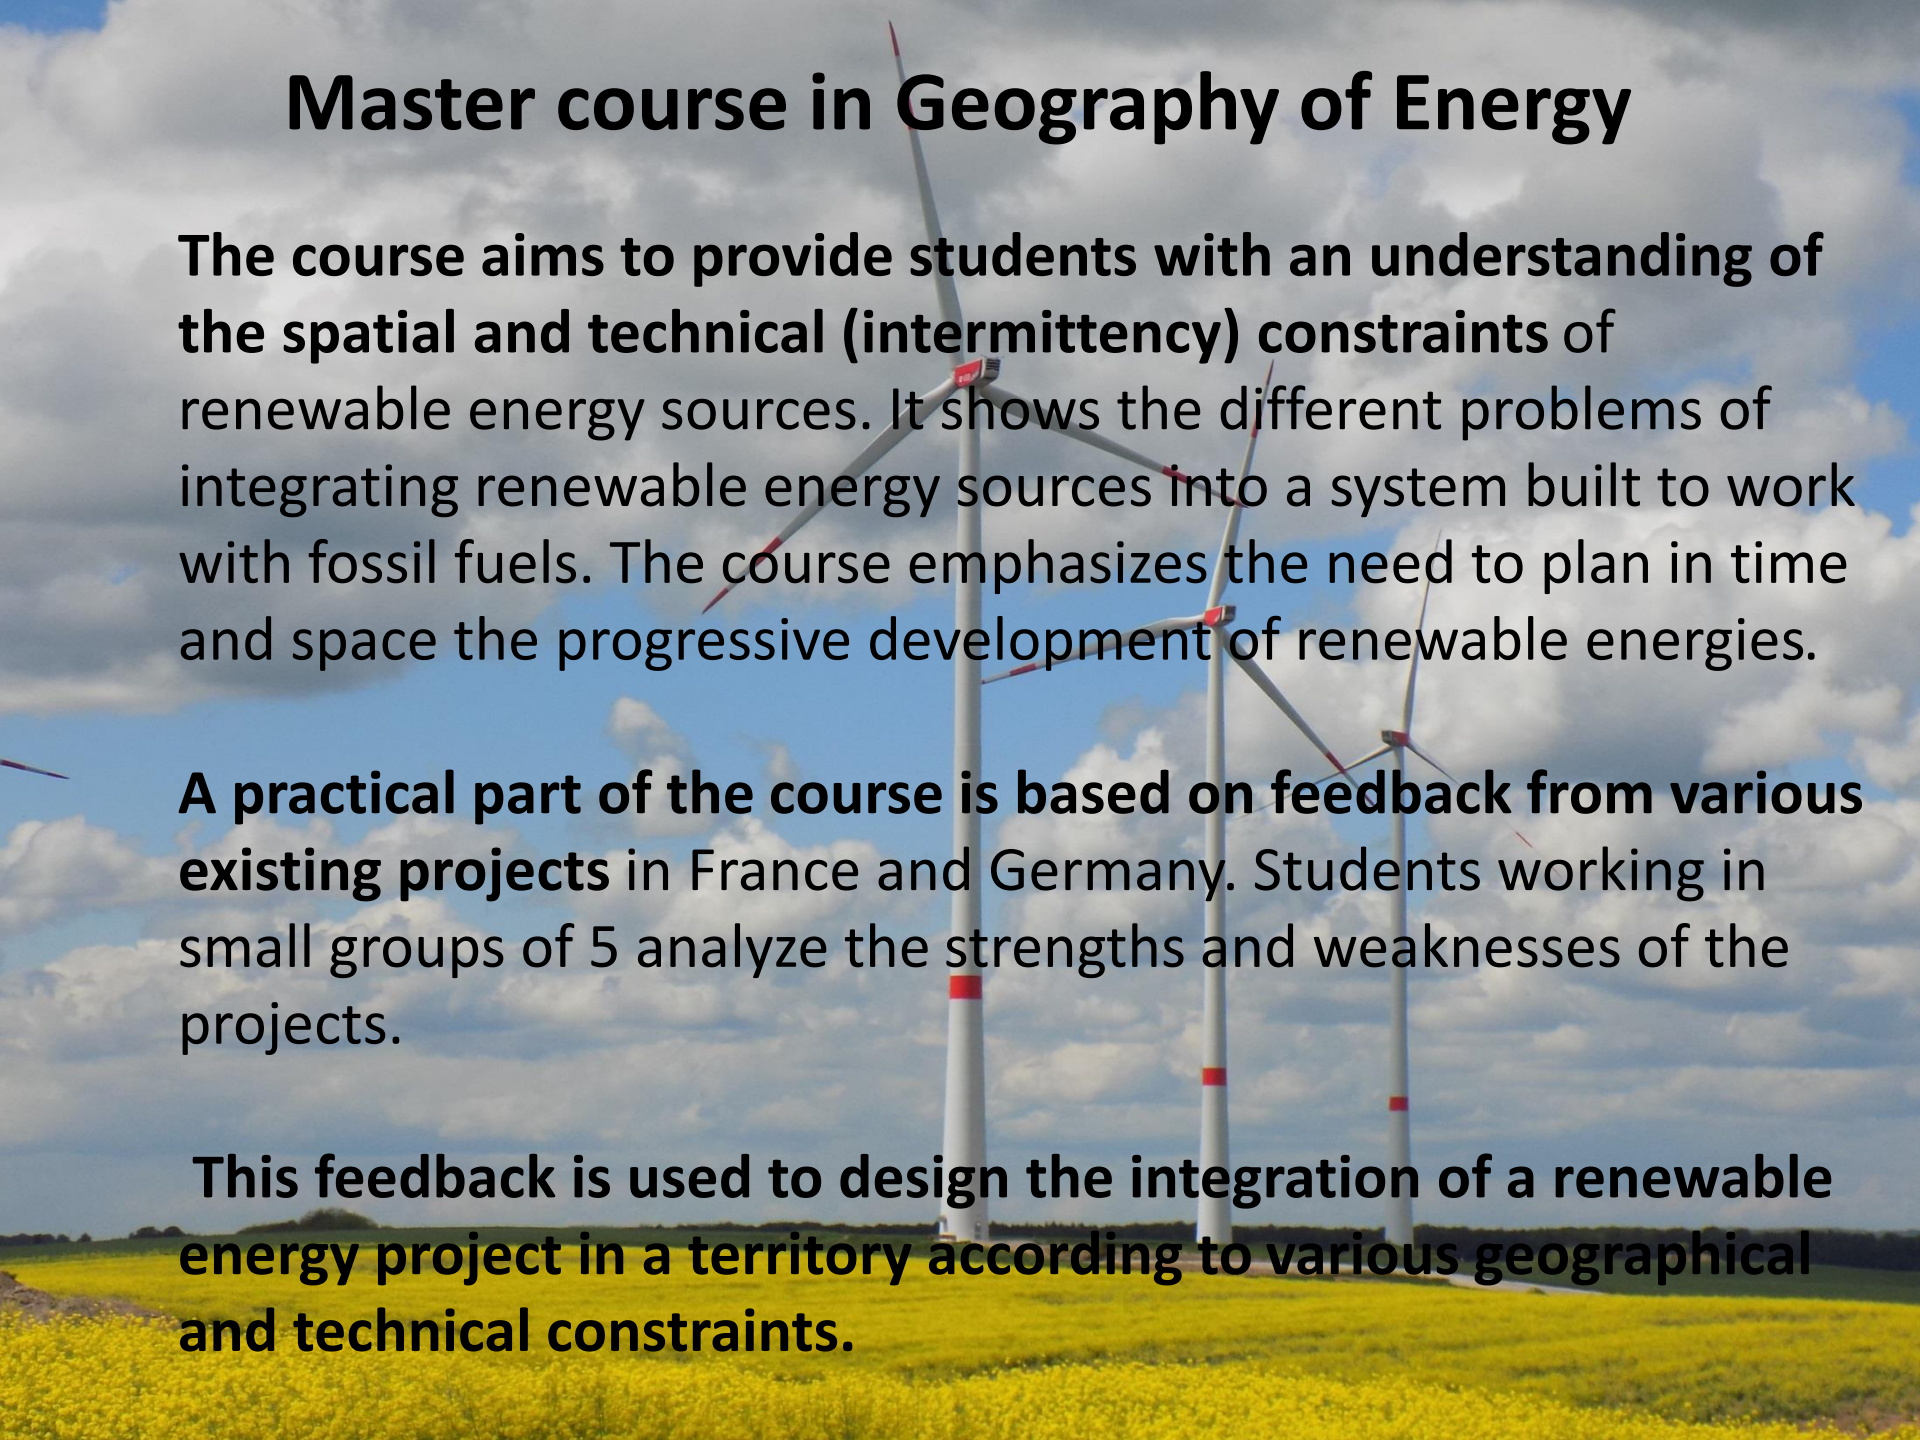 Master course in Geography of Energy
The course aims to provide students with an understanding of
the spatial and technical (intermittency) constraints of
renewable energy sources. It shows the different problems of
integrating renewable energy sources into a system built to work
with fossil fuels. The course emphasizes the need to plan in time
and space the progressive development of renewable energies.
A practical part of the course is based on feedback from various
existing projects in France and Germany. Students working in
small groups of 5 analyze the strengths and weaknesses of the
projects.
This feedback is used to design the integration of a renewable
energy project in a territory according to various geographical
and technical constraints.